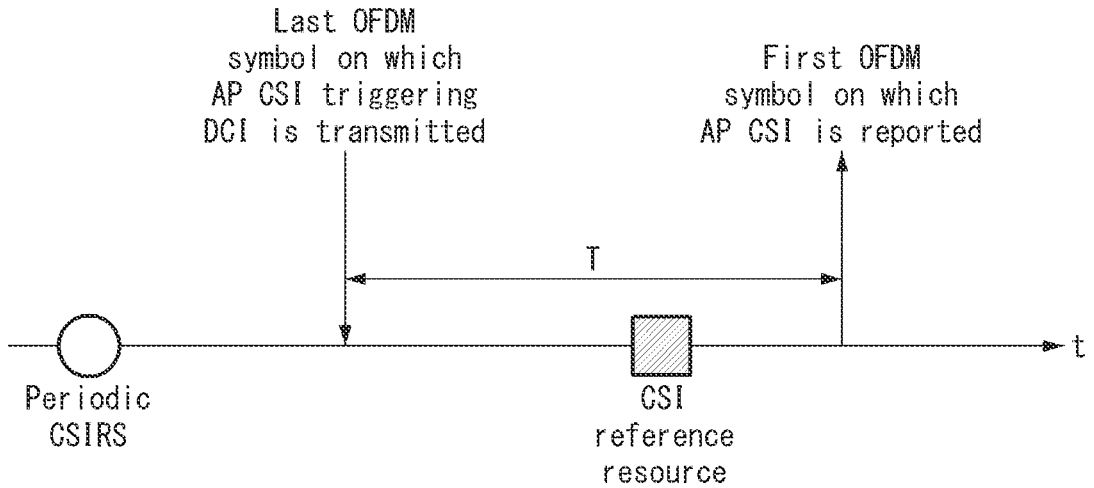 Last OFDM
symbol on which
AP CSI triggering
DCI is transmitted
First OFDM
symbol on which
AP CSI is reported
T
t
Periodic
CSIRS
CSI
reference
resource